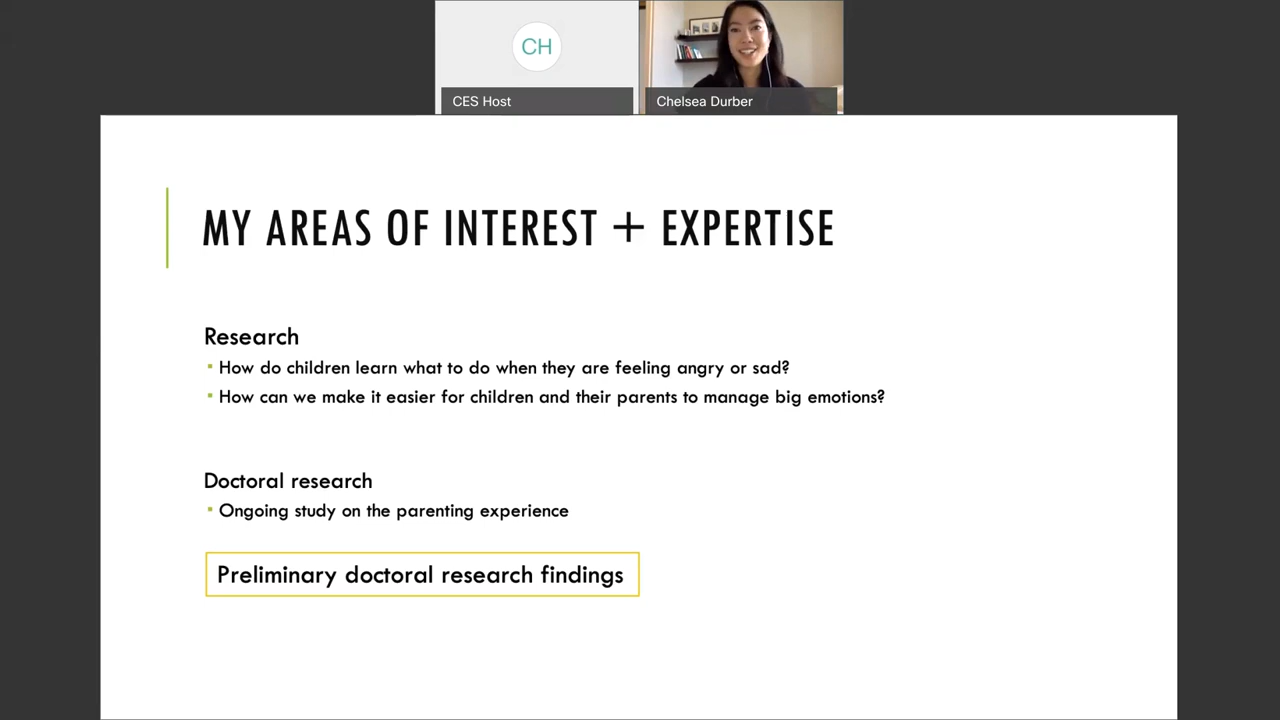 CH
CES Host
Chelsea Durber
MY AREAS OF INTEREST + EXPERTISE
Research
▪ How do children learn what to do when they are feeling angry or sad?
▪ How can we make it easier for children and their parents to manage big emotions?
Doctoral research
▪ Ongoing study on the parenting experience
Preliminary doctoral research findings